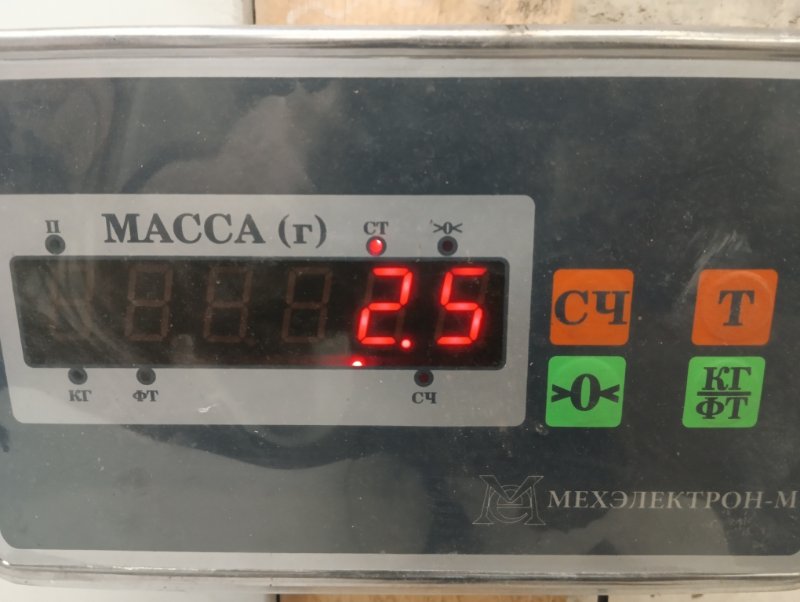 П МАССА (г) СТ >0<
2.5
КГ ФТ СЧ
СЧ Т
>0< КГ/ФТ
МЕХЭЛЕКТРОН-М